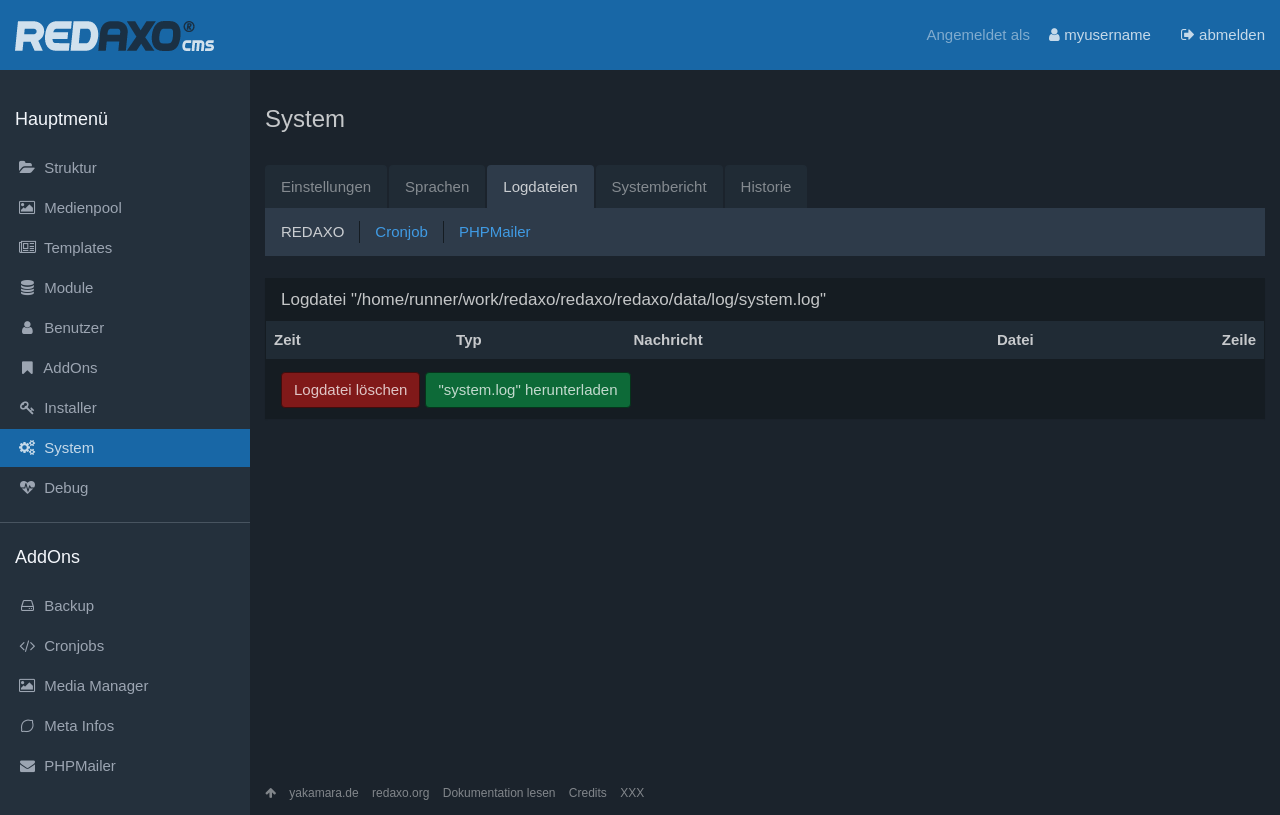 REDAXO® cms
Angemeldet als myusername abmelden
Hauptmenü
Struktur
Medienpool
Templates
Module
Benutzer
AddOns
Installer
System
Debug
AddOns
Backup
Cronjobs
Media Manager
Meta Infos
PHPMailer
System
Einstellungen Sprachen Logdateien Systembericht Historie
REDAXO Cronjob PHPMailer
Logdatei "/home/runner/work/redaxo/redaxo/redaxo/data/log/system.log"
Zeit Typ Nachricht Datei Zeile
Logdatei löschen "system.log" herunterladen
yakamara.de redaxo.org Dokumentation lesen Credits XXX